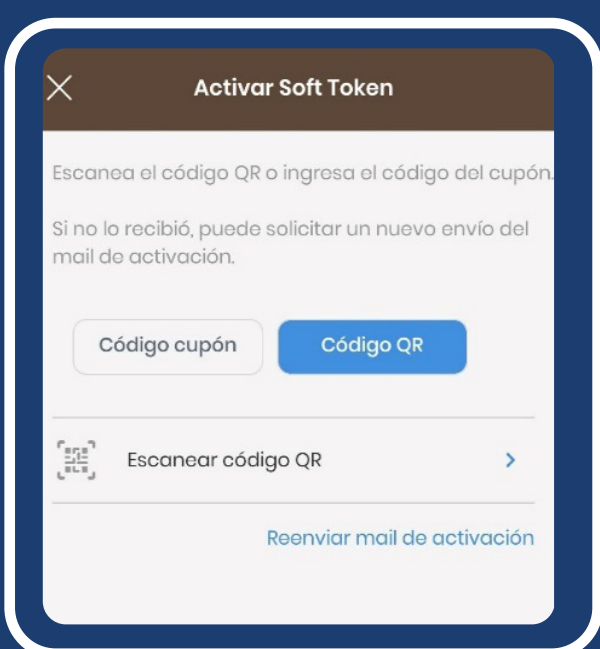 Activar Soft Token
Escanea el código QR o ingresa el código del cupón.
Si no lo recibió, puede solicitar un nuevo envío del
mail de activación.
Código cupón
Código QR
Escanear código QR
Reenviar mail de activación